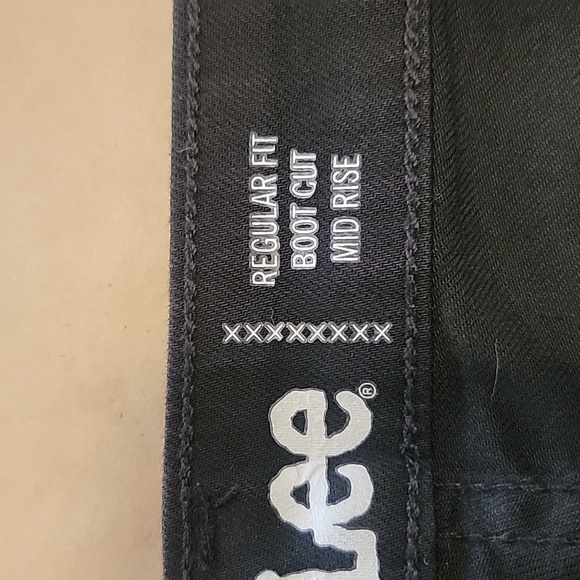 Lee®
XXXXXXXX
REGULAR FIT
BOOT CUT
MID RISE